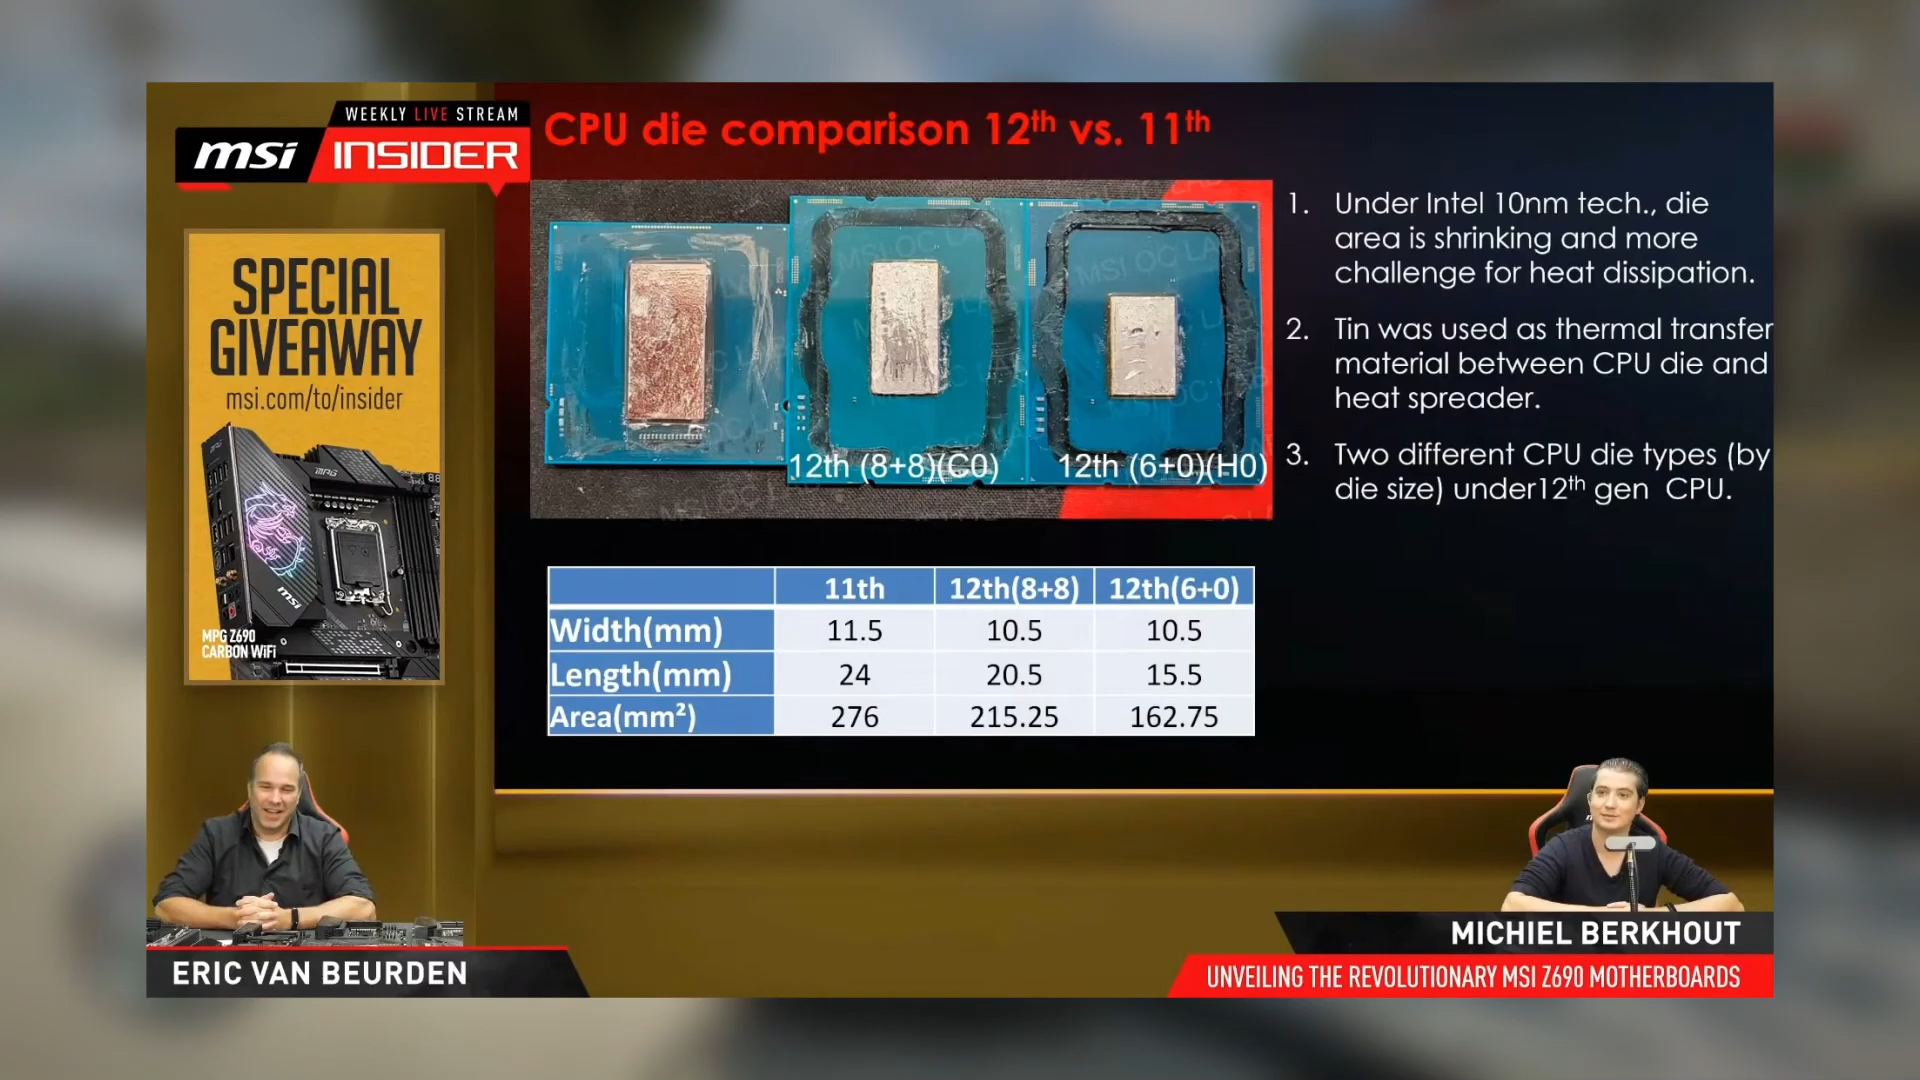 WEEKLY LIVE STREAM
msi INSIDER
SPECIAL
GIVEAWAY
msi.com/to/insider
MPG
msi
MPG Z690
CARBON WiFi
CPU die comparison 12th vs. 11th
MSI OC LAB
12th (8+8)(C0)
12th (6+0)(H0)
1. Under Intel 10nm tech., die
area is shrinking and more
challenge for heat dissipation.
2. Tin was used as thermal transfer
material between CPU die and
heat spreader.
3. Two different CPU die types (by
die size) under12th gen CPU.
11th 12th(8+8) 12th(6+0)
Width(mm) 11.5 10.5 10.5
Length(mm) 24 20.5 15.5
Area(mm²) 276 215.25 162.75
ERIC VAN BEURDEN
MICHIEL BERKHOUT
UNVEILING THE REVOLUTIONARY MSI Z690 MOTHERBOARDS